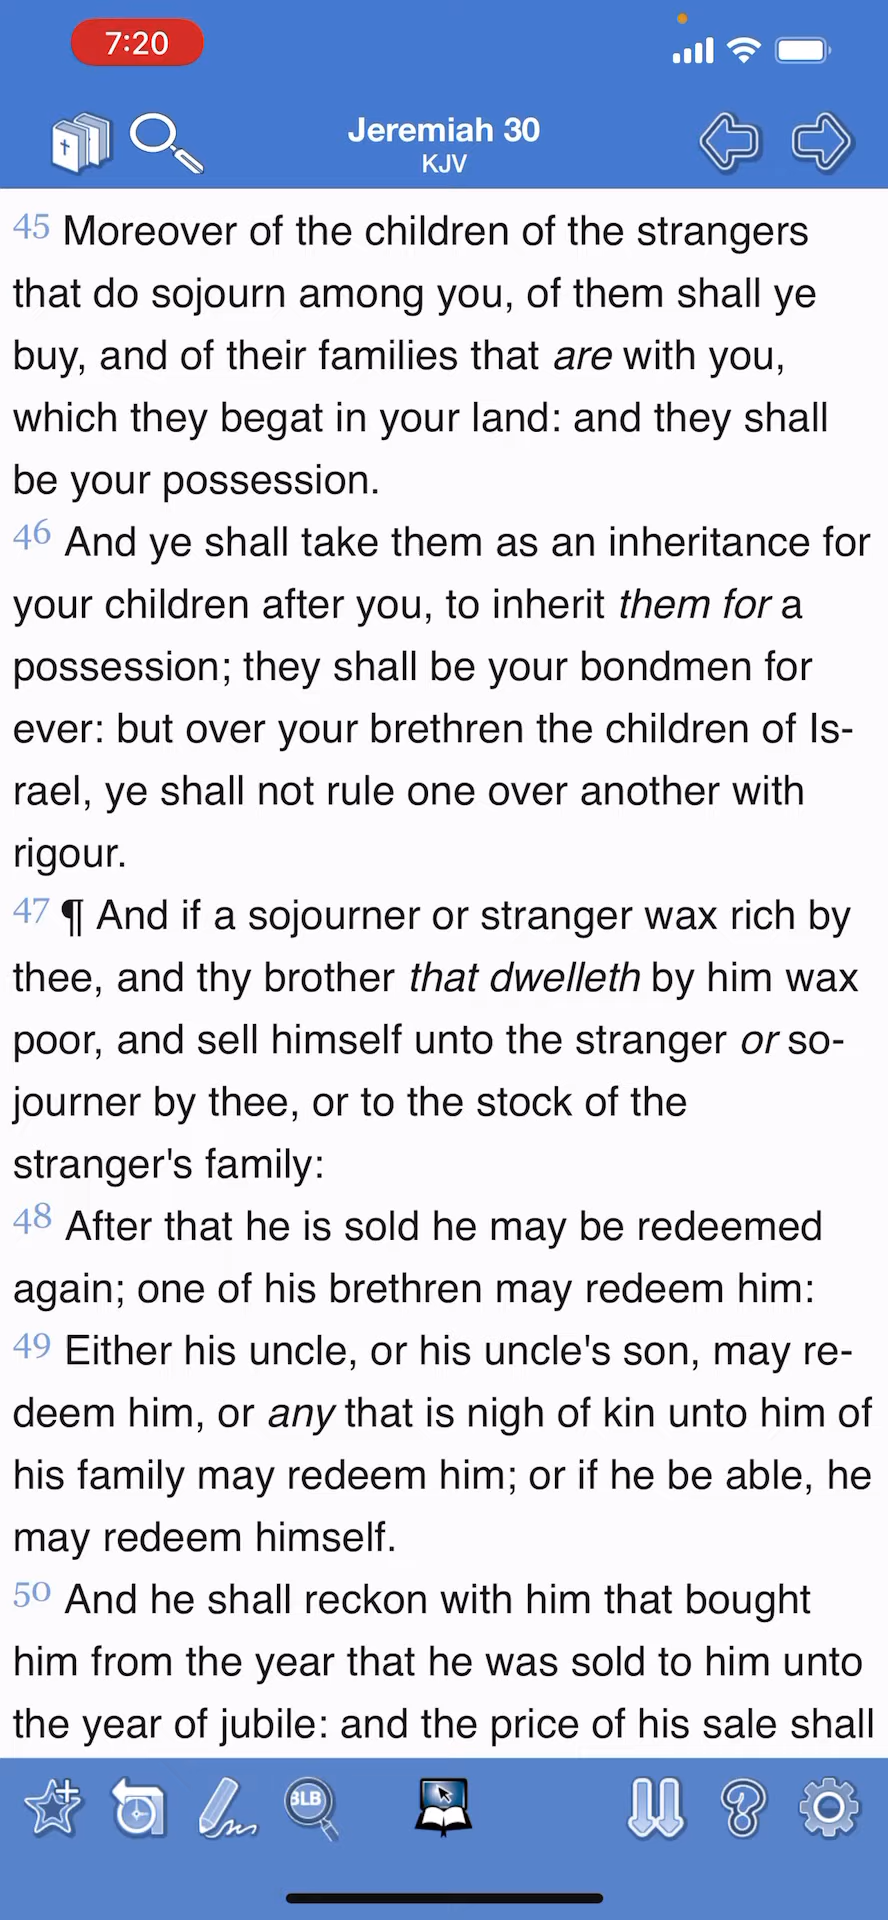 7:20
Jeremiah 30
KJV
45 Moreover of the children of the strangers
that do sojourn among you, of them shall ye
buy, and of their families that are with you,
which they begat in your land: and they shall
be your possession.
46 And ye shall take them as an inheritance for
your children after you, to inherit them for a
possession; they shall be your bondmen for
ever: but over your brethren the children of Is-
rael, ye shall not rule one over another with
rigour.
47 ¶ And if a sojourner or stranger wax rich by
thee, and thy brother that dwelleth by him wax
poor, and sell himself unto the stranger or so-
journer by thee, or to the stock of the
stranger's family:
48 After that he is sold he may be redeemed
again; one of his brethren may redeem him:
49 Either his uncle, or his uncle's son, may re-
deem him, or any that is nigh of kin unto him of
his family may redeem him; or if he be able, he
may redeem himself.
50 And he shall reckon with him that bought
him from the year that he was sold to him unto
the year of jubile: and the price of his sale shall
BLB